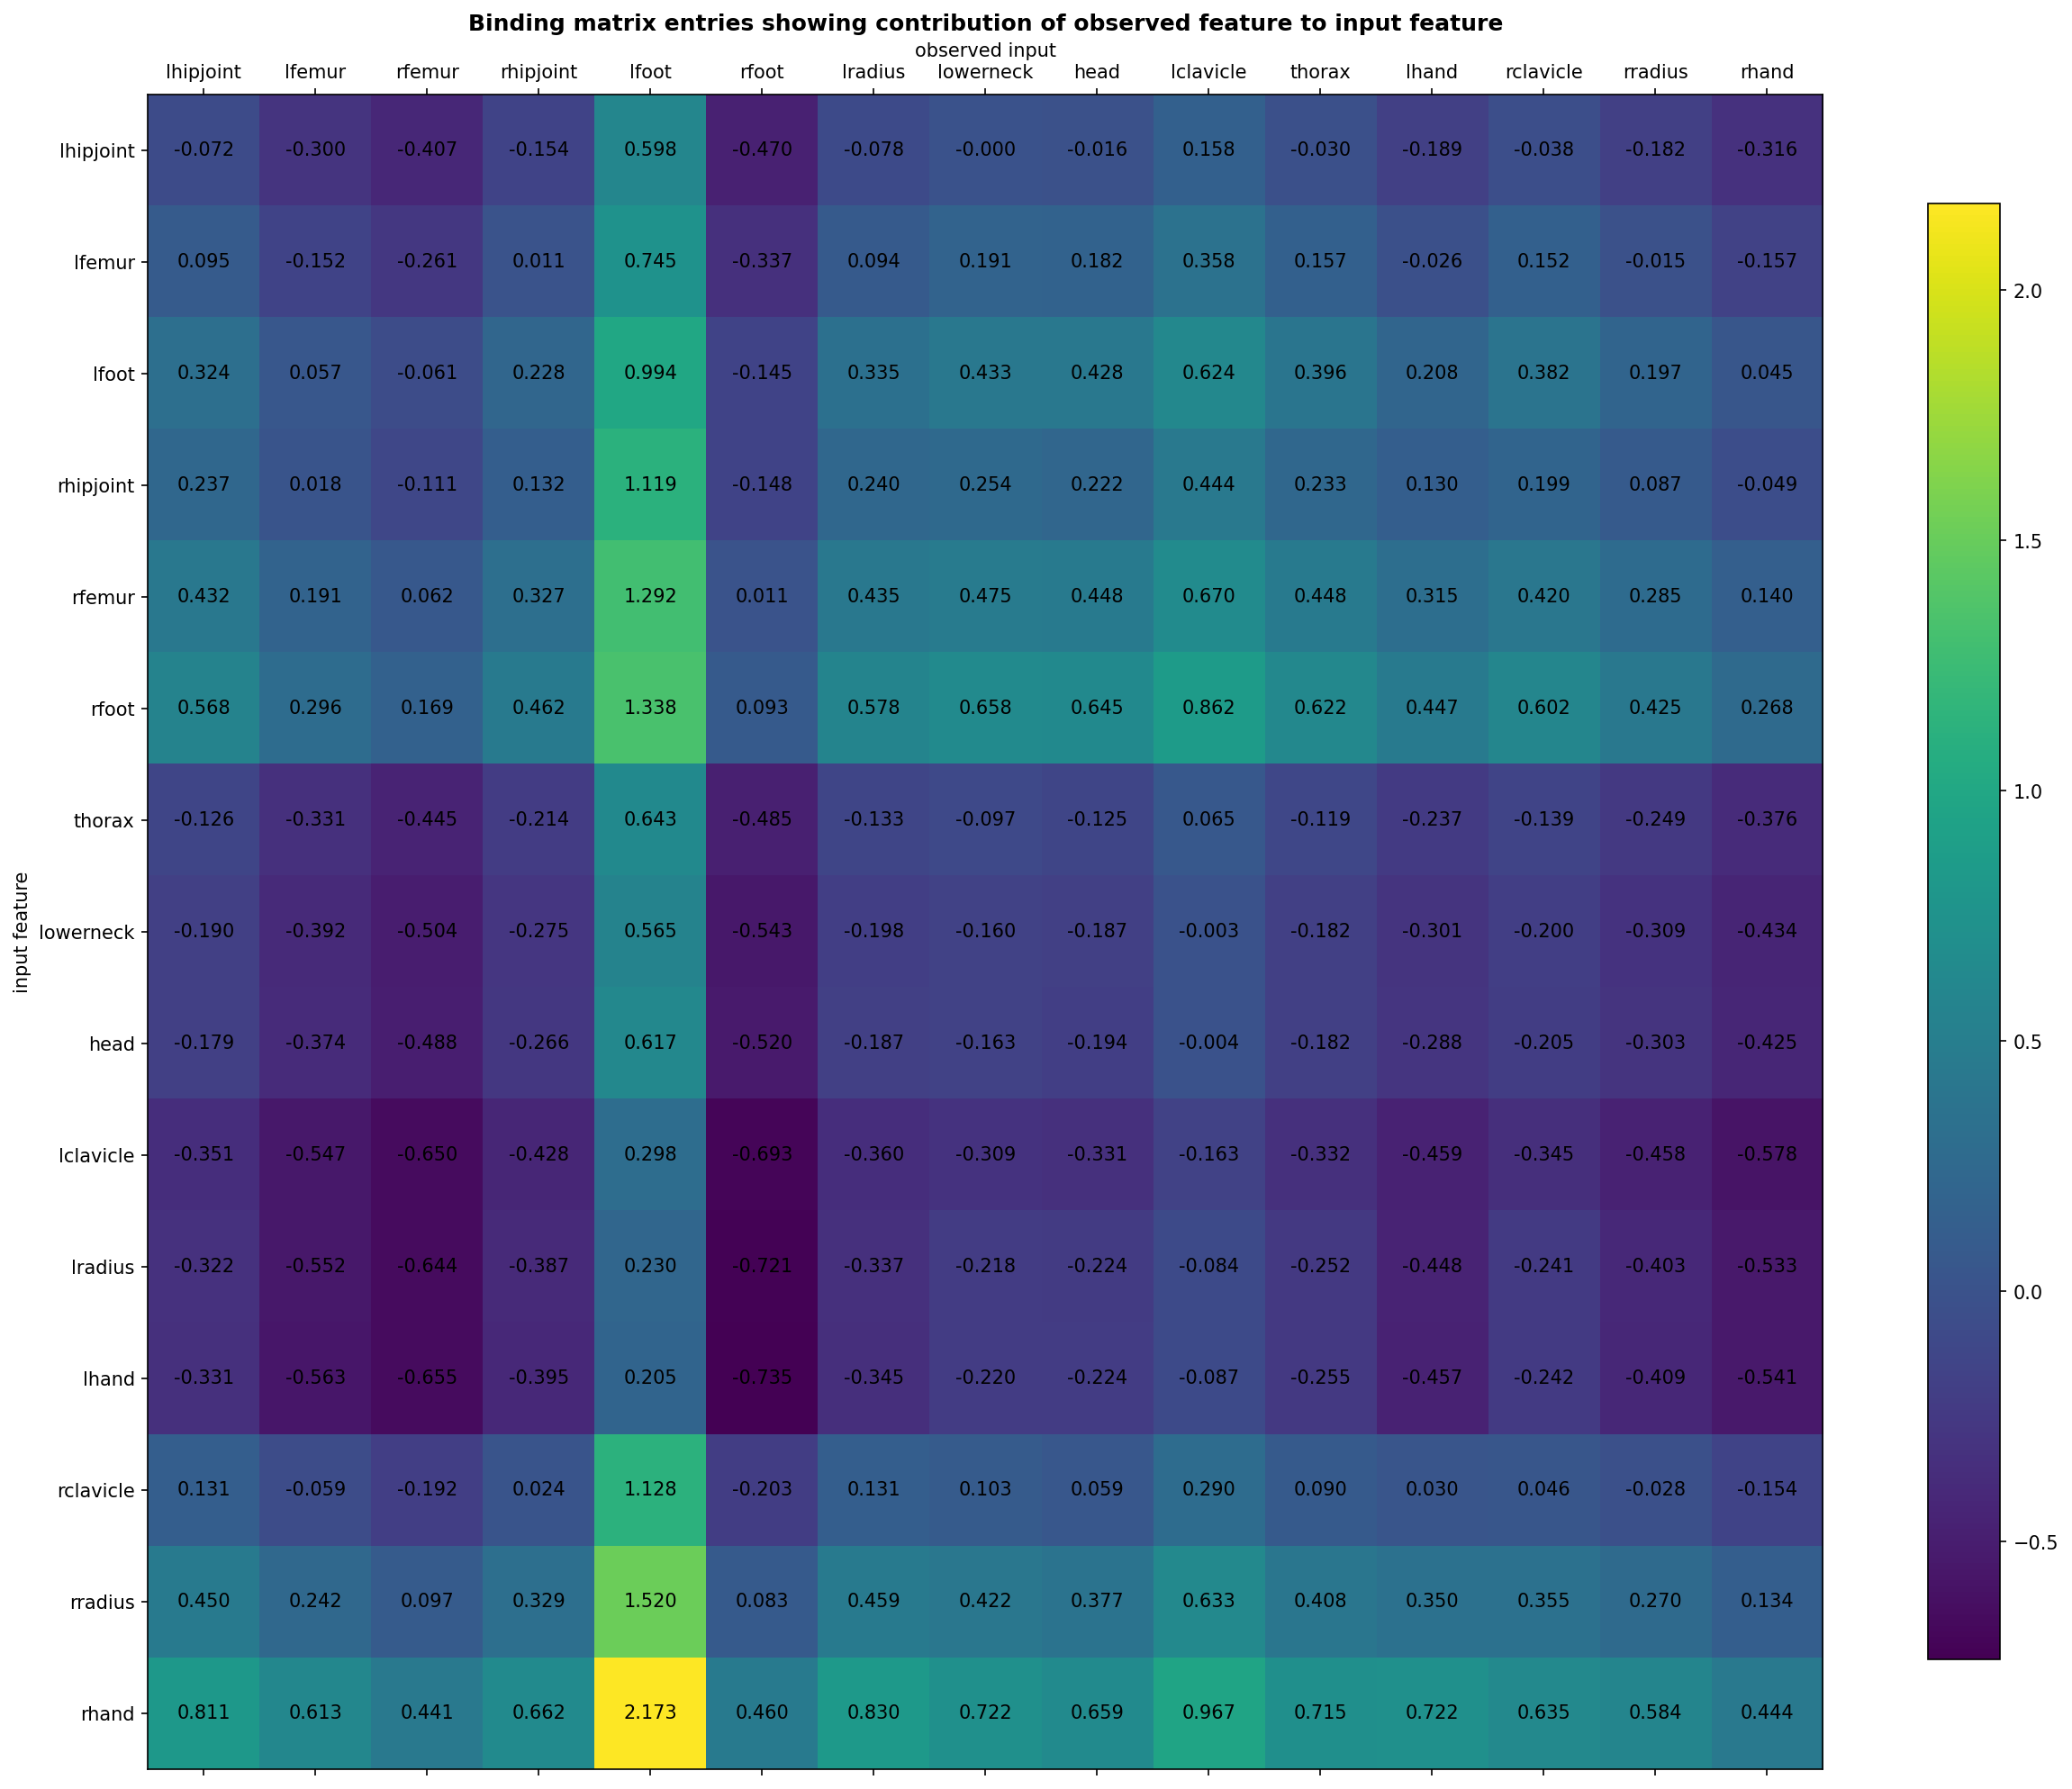 Binding matrix entries showing contribution of observed feature to input feature
observed input
lhipjoint lfemur rfemur rhipjoint lfoot rfoot lradius lowerneck head lclavicle thorax lhand rclavicle rradius rhand
lhipjoint -0.072 -0.300 -0.407 -0.154 0.598 -0.470 -0.078 -0.000 -0.016 0.158 -0.030 -0.189 -0.038 -0.182 -0.316
lfemur 0.095 -0.152 -0.261 0.011 0.745 -0.337 0.094 0.191 0.182 0.358 0.157 -0.026 0.152 -0.015 -0.157
lfoot 0.324 0.057 -0.061 0.228 0.994 -0.145 0.335 0.433 0.428 0.624 0.396 0.208 0.382 0.197 0.045
rhipjoint 0.237 0.018 -0.111 0.132 1.119 -0.148 0.240 0.254 0.222 0.444 0.233 0.130 0.199 0.087 -0.049
rfemur 0.432 0.191 0.062 0.327 1.292 0.011 0.435 0.475 0.448 0.670 0.448 0.315 0.420 0.285 0.140
rfoot 0.568 0.296 0.169 0.462 1.338 0.093 0.578 0.658 0.645 0.862 0.622 0.447 0.602 0.425 0.268
thorax -0.126 -0.331 -0.445 -0.214 0.643 -0.485 -0.133 -0.097 -0.125 0.065 -0.119 -0.237 -0.139 -0.249 -0.376
lowerneck -0.190 -0.392 -0.504 -0.275 0.565 -0.543 -0.198 -0.160 -0.187 -0.003 -0.182 -0.301 -0.200 -0.309 -0.434
head -0.179 -0.374 -0.488 -0.266 0.617 -0.520 -0.187 -0.163 -0.194 -0.004 -0.182 -0.288 -0.205 -0.303 -0.425
lclavicle -0.351 -0.547 -0.650 -0.428 0.298 -0.693 -0.360 -0.309 -0.331 -0.163 -0.332 -0.459 -0.345 -0.458 -0.578
lradius -0.322 -0.552 -0.644 -0.387 0.230 -0.721 -0.337 -0.218 -0.224 -0.084 -0.252 -0.448 -0.241 -0.403 -0.533
lhand -0.331 -0.563 -0.655 -0.395 0.205 -0.735 -0.345 -0.220 -0.224 -0.087 -0.255 -0.457 -0.242 -0.409 -0.541
rclavicle 0.131 -0.059 -0.192 0.024 1.128 -0.203 0.131 0.103 0.059 0.290 0.090 0.030 0.046 -0.028 -0.154
rradius 0.450 0.242 0.097 0.329 1.520 0.083 0.459 0.422 0.377 0.633 0.408 0.350 0.355 0.270 0.134
rhand 0.811 0.613 0.441 0.662 2.173 0.460 0.830 0.722 0.659 0.967 0.715 0.722 0.635 0.584 0.444
input feature
2.0
1.5
1.0
0.5
0.0
−0.5